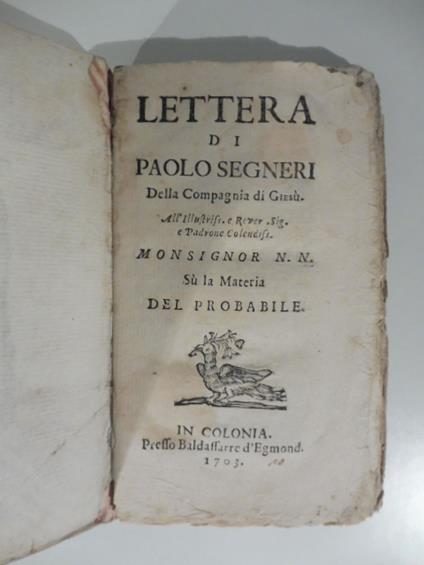 LETTERA
DI
PAOLO SEGNERI
Della Compagnia di GIESÙ.
All'Illustriss. e Rever. Sig.
e Padrone Colendiss.
MONSIGNOR N. N.
Sù la Materia
DEL PROBABILE.
IN COLONIA.
Presso Baldassarre d'Egmond.
1703.